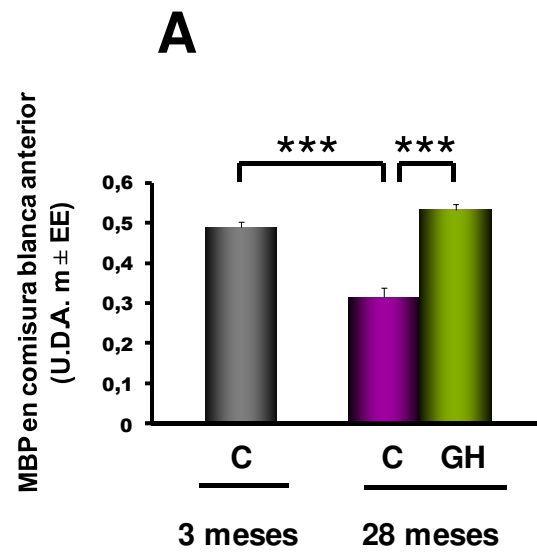 A
MBP en comisura blanca anterior
(U.D.A. m ± EE)
*** ***
0,6
0,5
0,4
0,3
0,2
0,1
0
C C GH
3 meses 28 meses